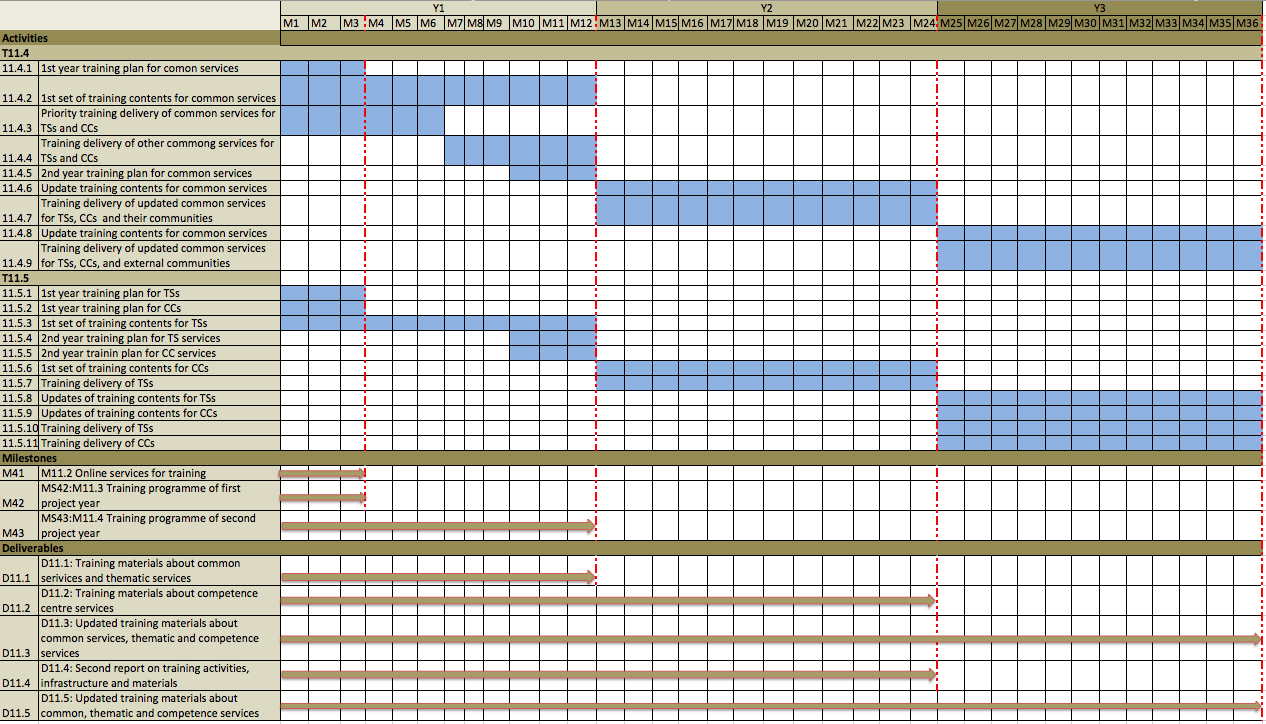 Y1 Y2 Y3
M1 M2 M3 M4 M5 M6 M7 M8 M9 M10 M11 M12 M13 M14 M15 M16 M17 M18 M19 M20 M21 M22 M23 M24 M25 M26 M27 M28 M29 M30 M31 M32 M33 M34 M35 M36
Activities
T11.4
11.4.1 1st year training plan for comon services
11.4.2 1st set of training contents for common services
Priority training delivery of common services for
11.4.3 TSs and CCs
Training delivery of other commong services for
11.4.4 TSs and CCs
11.4.5 2nd year training plan for common services
11.4.6 Update training contents for common services
Training delivery of updated common services
11.4.7 for TSs, CCs and their communities
11.4.8 Update training contents for common services
Training delivery of updated common services
11.4.9 for TSs, CCs, and external communities
T11.5
11.5.1 1st year training plan for TSs
11.5.2 1st year training plan for CCs
11.5.3 1st set of training contents for TSs
11.5.4 2nd year training plan for TS services
11.5.5 2nd year trainin plan for CC services
11.5.6 1st set of training contents for CCs
11.5.7 Training delivery of TSs
11.5.8 Updates of training contents for TSs
11.5.9 Updates of training contents for CCs
11.5.10 Training delivery of TSs
11.5.11 Training delivery of CCs
Milestones
M41 M11.2 Online services for training
MS42:M11.3 Training programme of first
M42 project year
MS43:M11.4 Training programme of second
M43 project year
Deliverables
D11.1: Training materials about common
D11.1 serivices and thematic services
D11.2: Training materials about competence
D11.2 centre services
D11.3: Updated training materials about
common services, thematic and competence
D11.3 services
D11.4: Second report on training activities,
D11.4 infrastructure and materials
D11.5: Updated training materials about
D11.5 common, thematic and competence services